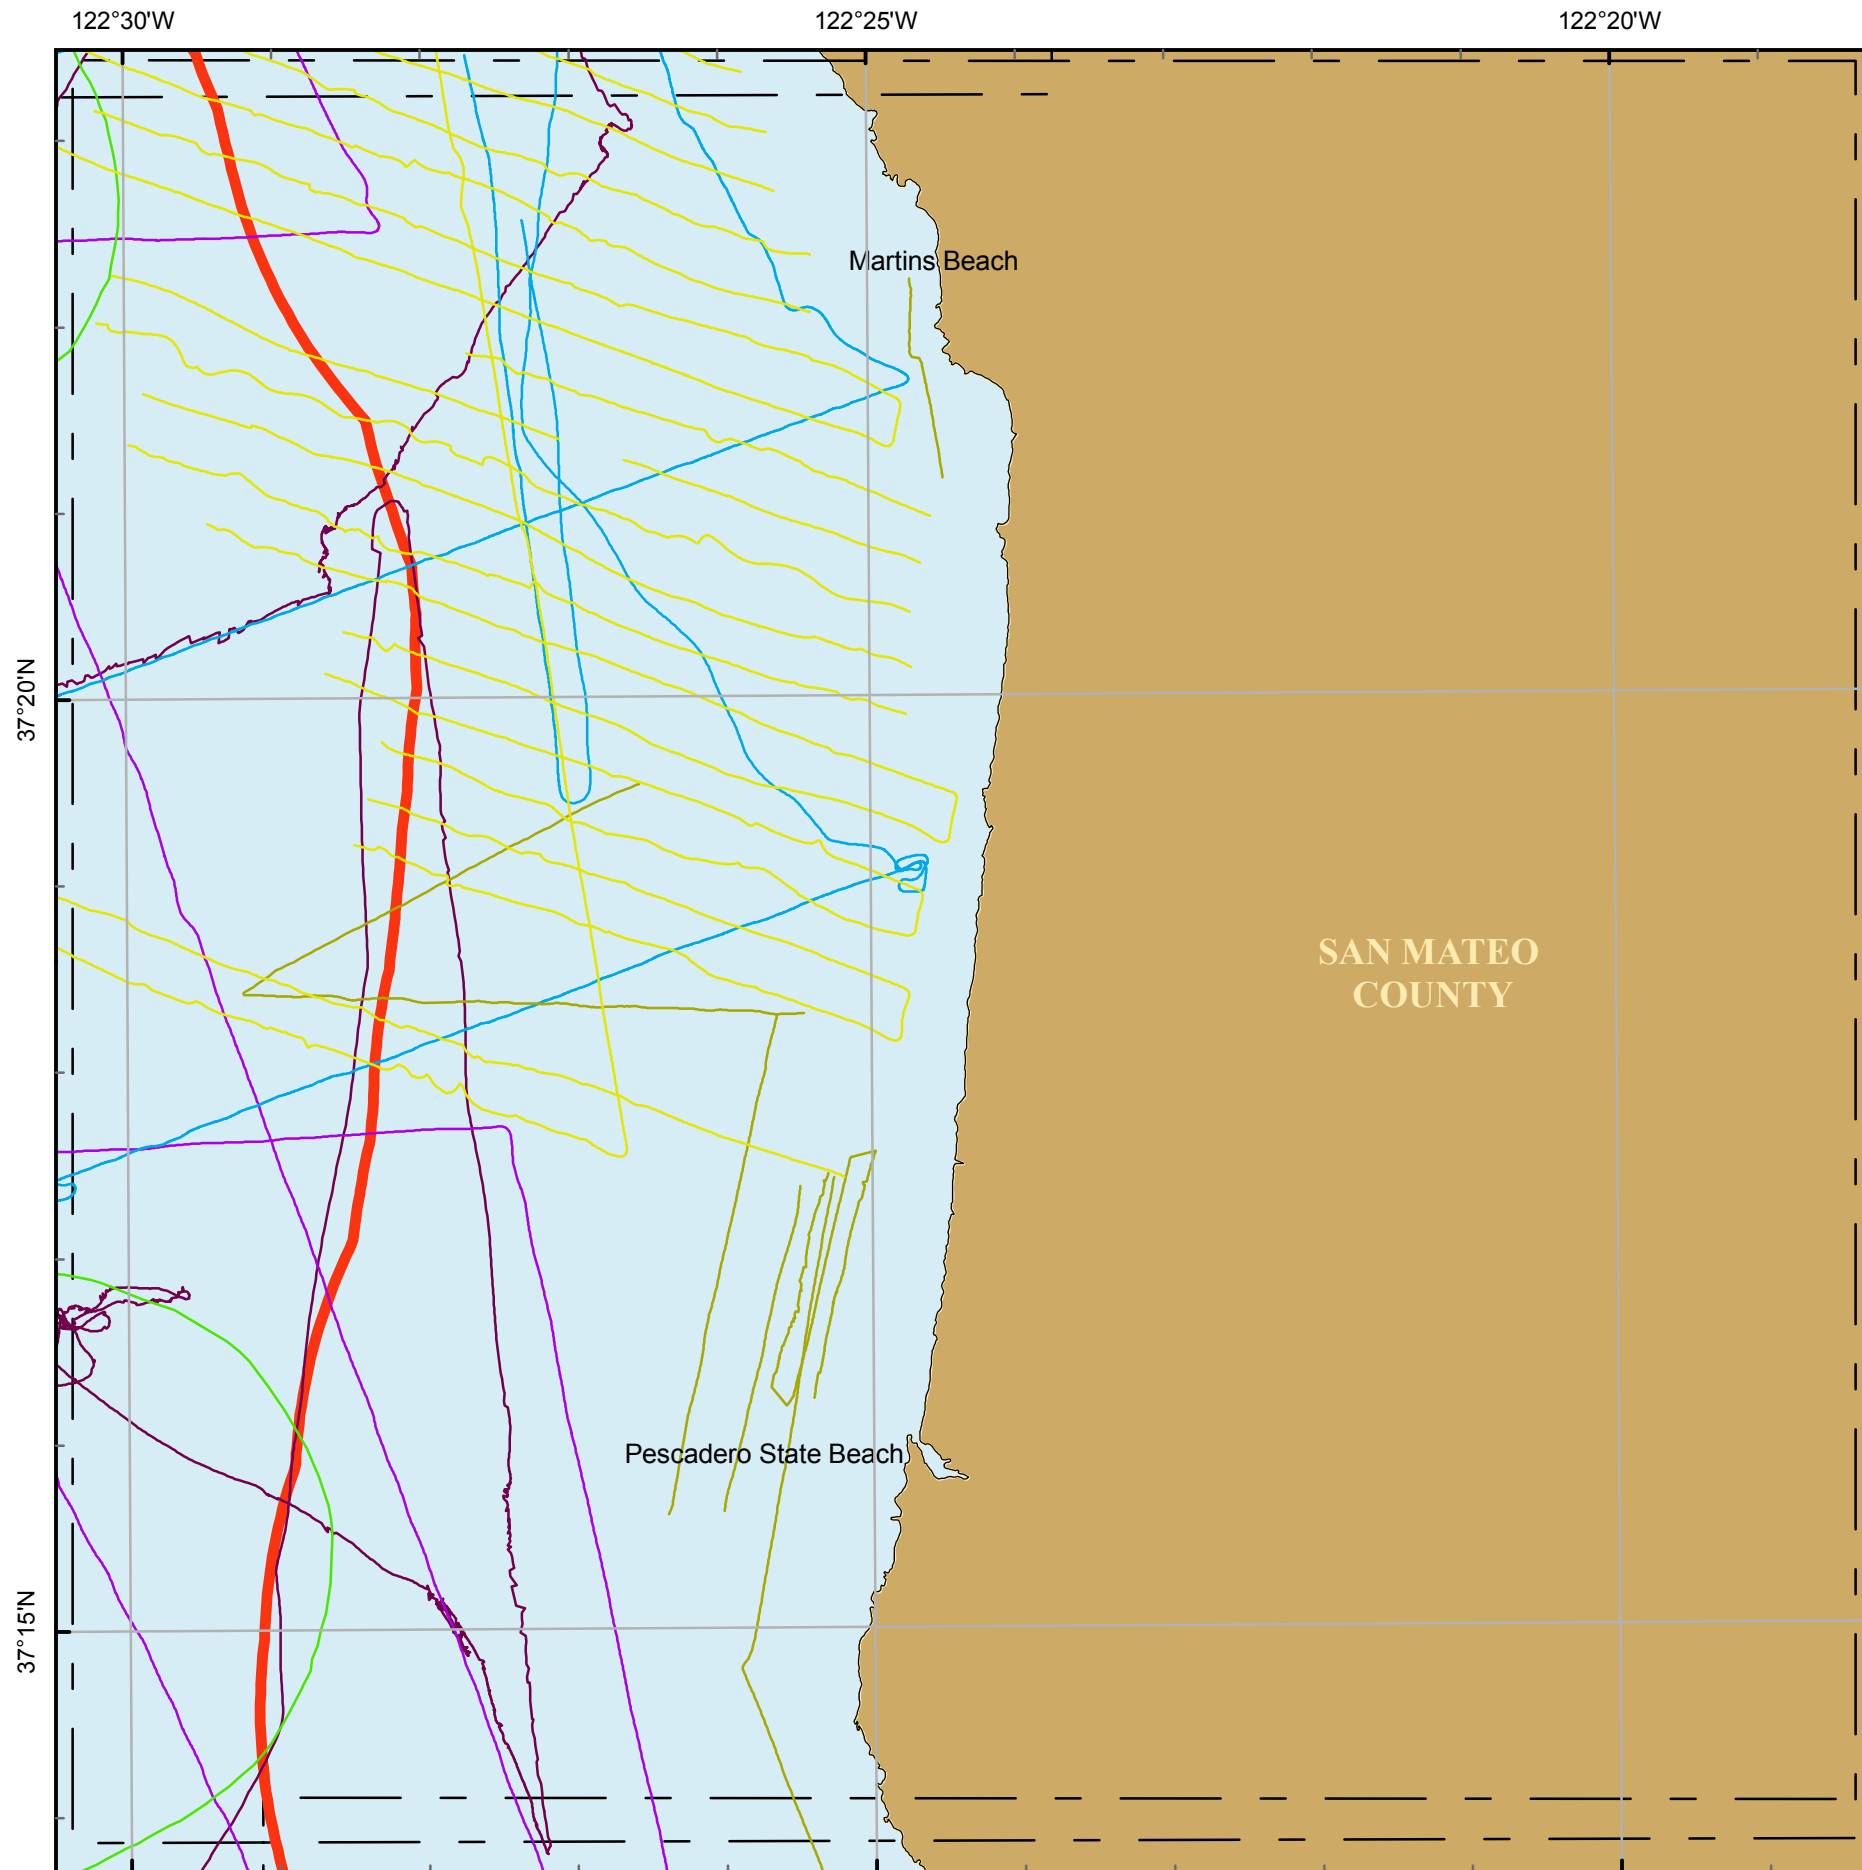 122°30'W
122°25'W
122°20'W
Martins Beach
37°20'N
SAN MATEO
COUNTY
Pescadero State Beach
37°15'N